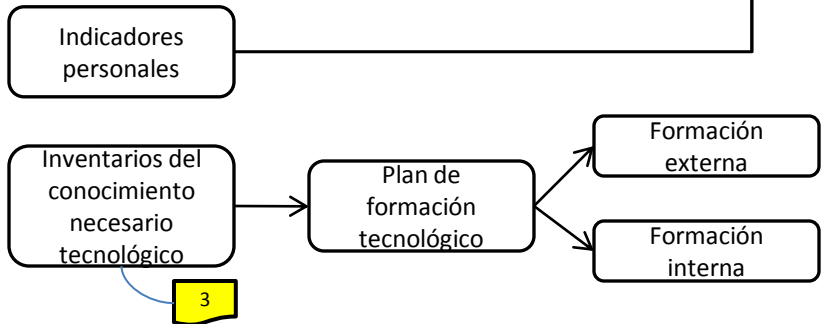 Indicadores
personales
Inventarios del
conocimiento
necesario
tecnológico
Plan de
formación
tecnológico
Formación
externa
Formación
interna
3